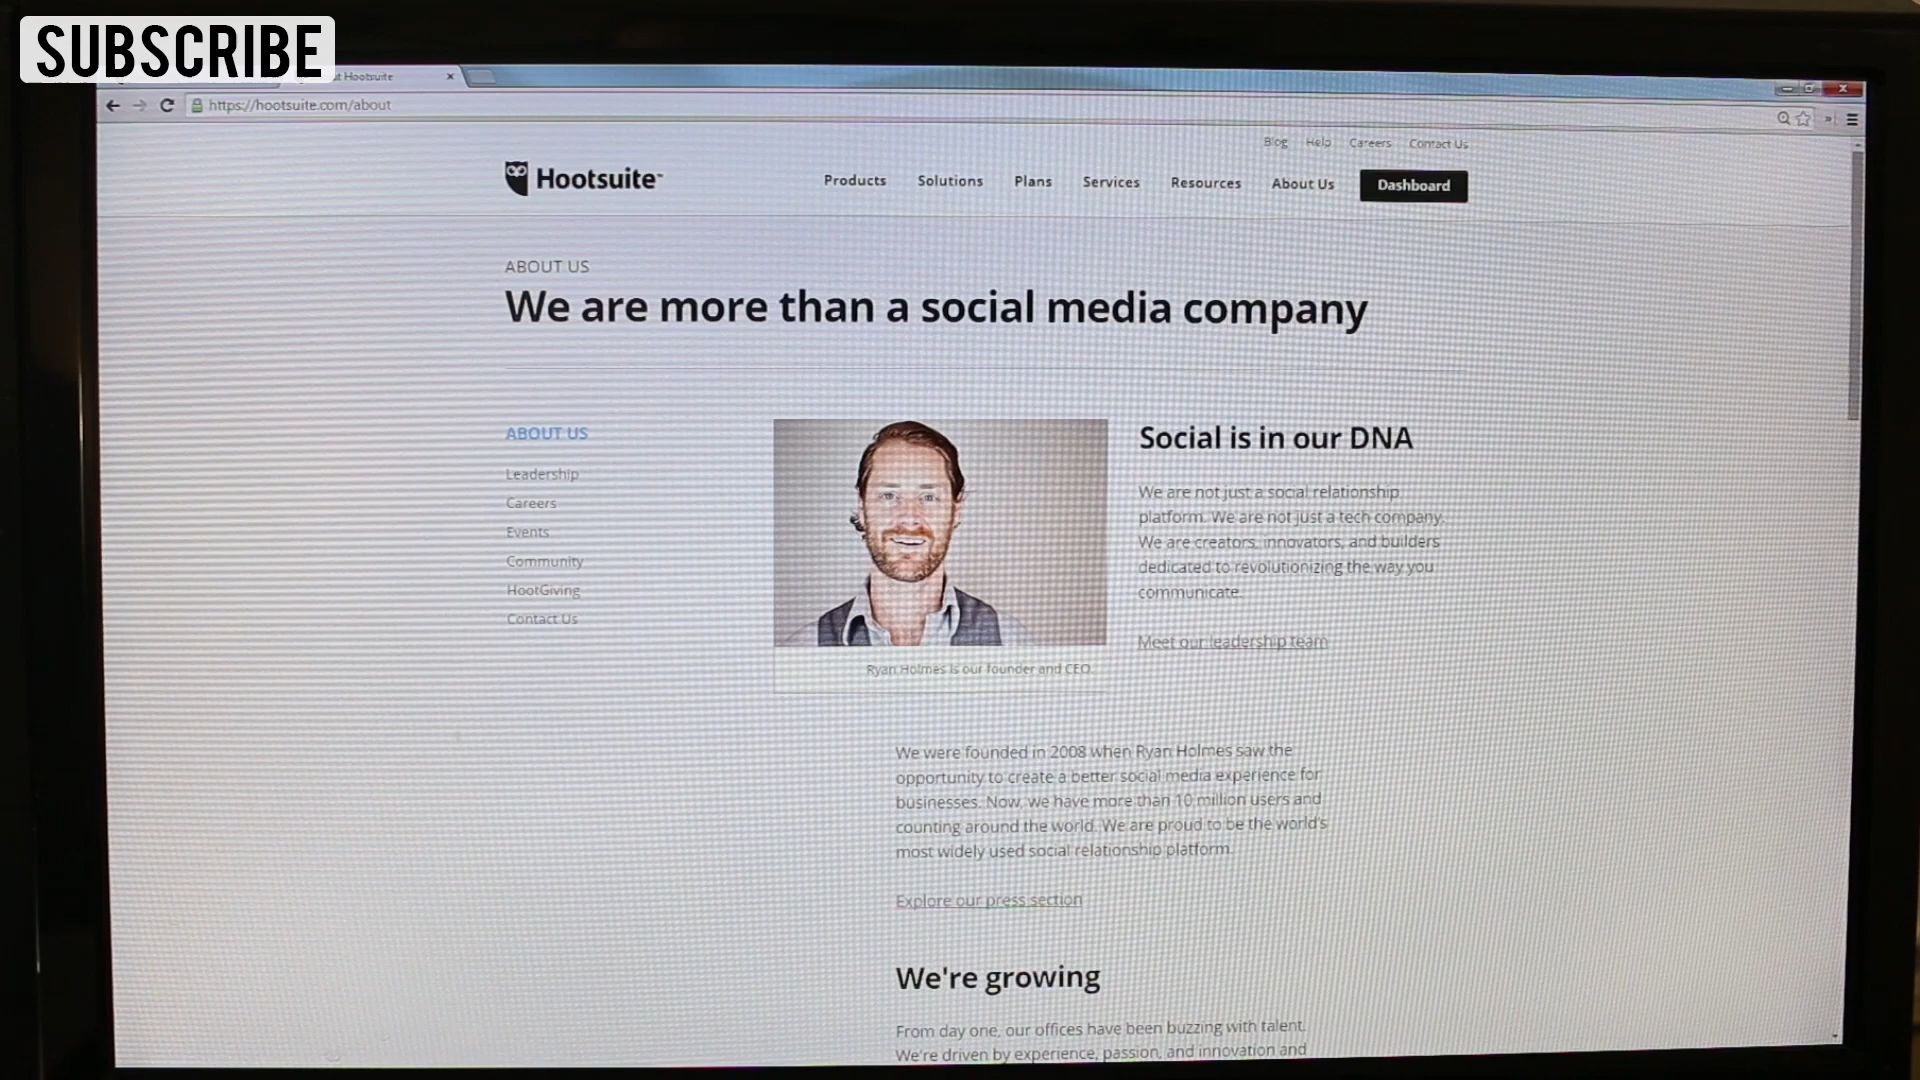 SUBSCRIBE
ut Hootsuite
https://hootsuite.com/about
Blog Help Careers Contact Us
Hootsuite™
Products Solutions Plans Services Resources About Us Dashboard
ABOUT US
We are more than a social media company
ABOUT US
Leadership
Careers
Events
Community
HootGiving
Contact Us
Ryan Holmes is our founder and CEO.
Social is in our DNA
We are not just a social relationship
platform. We are not just a tech company.
We are creators, innovators, and builders
dedicated to revolutionizing the way you
communicate.
Meet our leadership team
We were founded in 2008 when Ryan Holmes saw the
opportunity to create a better social media experience for
businesses. Now, we have more than 10 million users and
counting around the world. We are proud to be the world's
most widely used social relationship platform.
Explore our press section
We're growing
From day one, our offices have been buzzing with talent.
We're driven by experience, passion, and innovation and